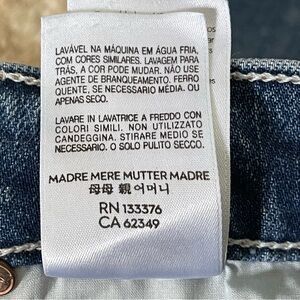 LAVÁVEL NA MÁQUINA EM ÁGUA FRIA,
COM CORES SIMILARES. LAVAGEM PARA
TRÁS, A COR PODE MUDAR. NÃO USE
AGENTE DE BRANQUEAMENTO. FERRO
QUENTE, SE NECESSARIO MÉDIA. OU
APENAS SECO.
LAVARE IN LAVATRICE A FREDDO CON
COLORI SIMILI. NON UTILIZZATO
CANDEGGINA. STIRARE MEDIO SE
NECESSARIO. O SOLO PULITO SECCO.
MADRE MERE MUTTER MADRE
母母 親 어머니
RN 133376
CA 62349